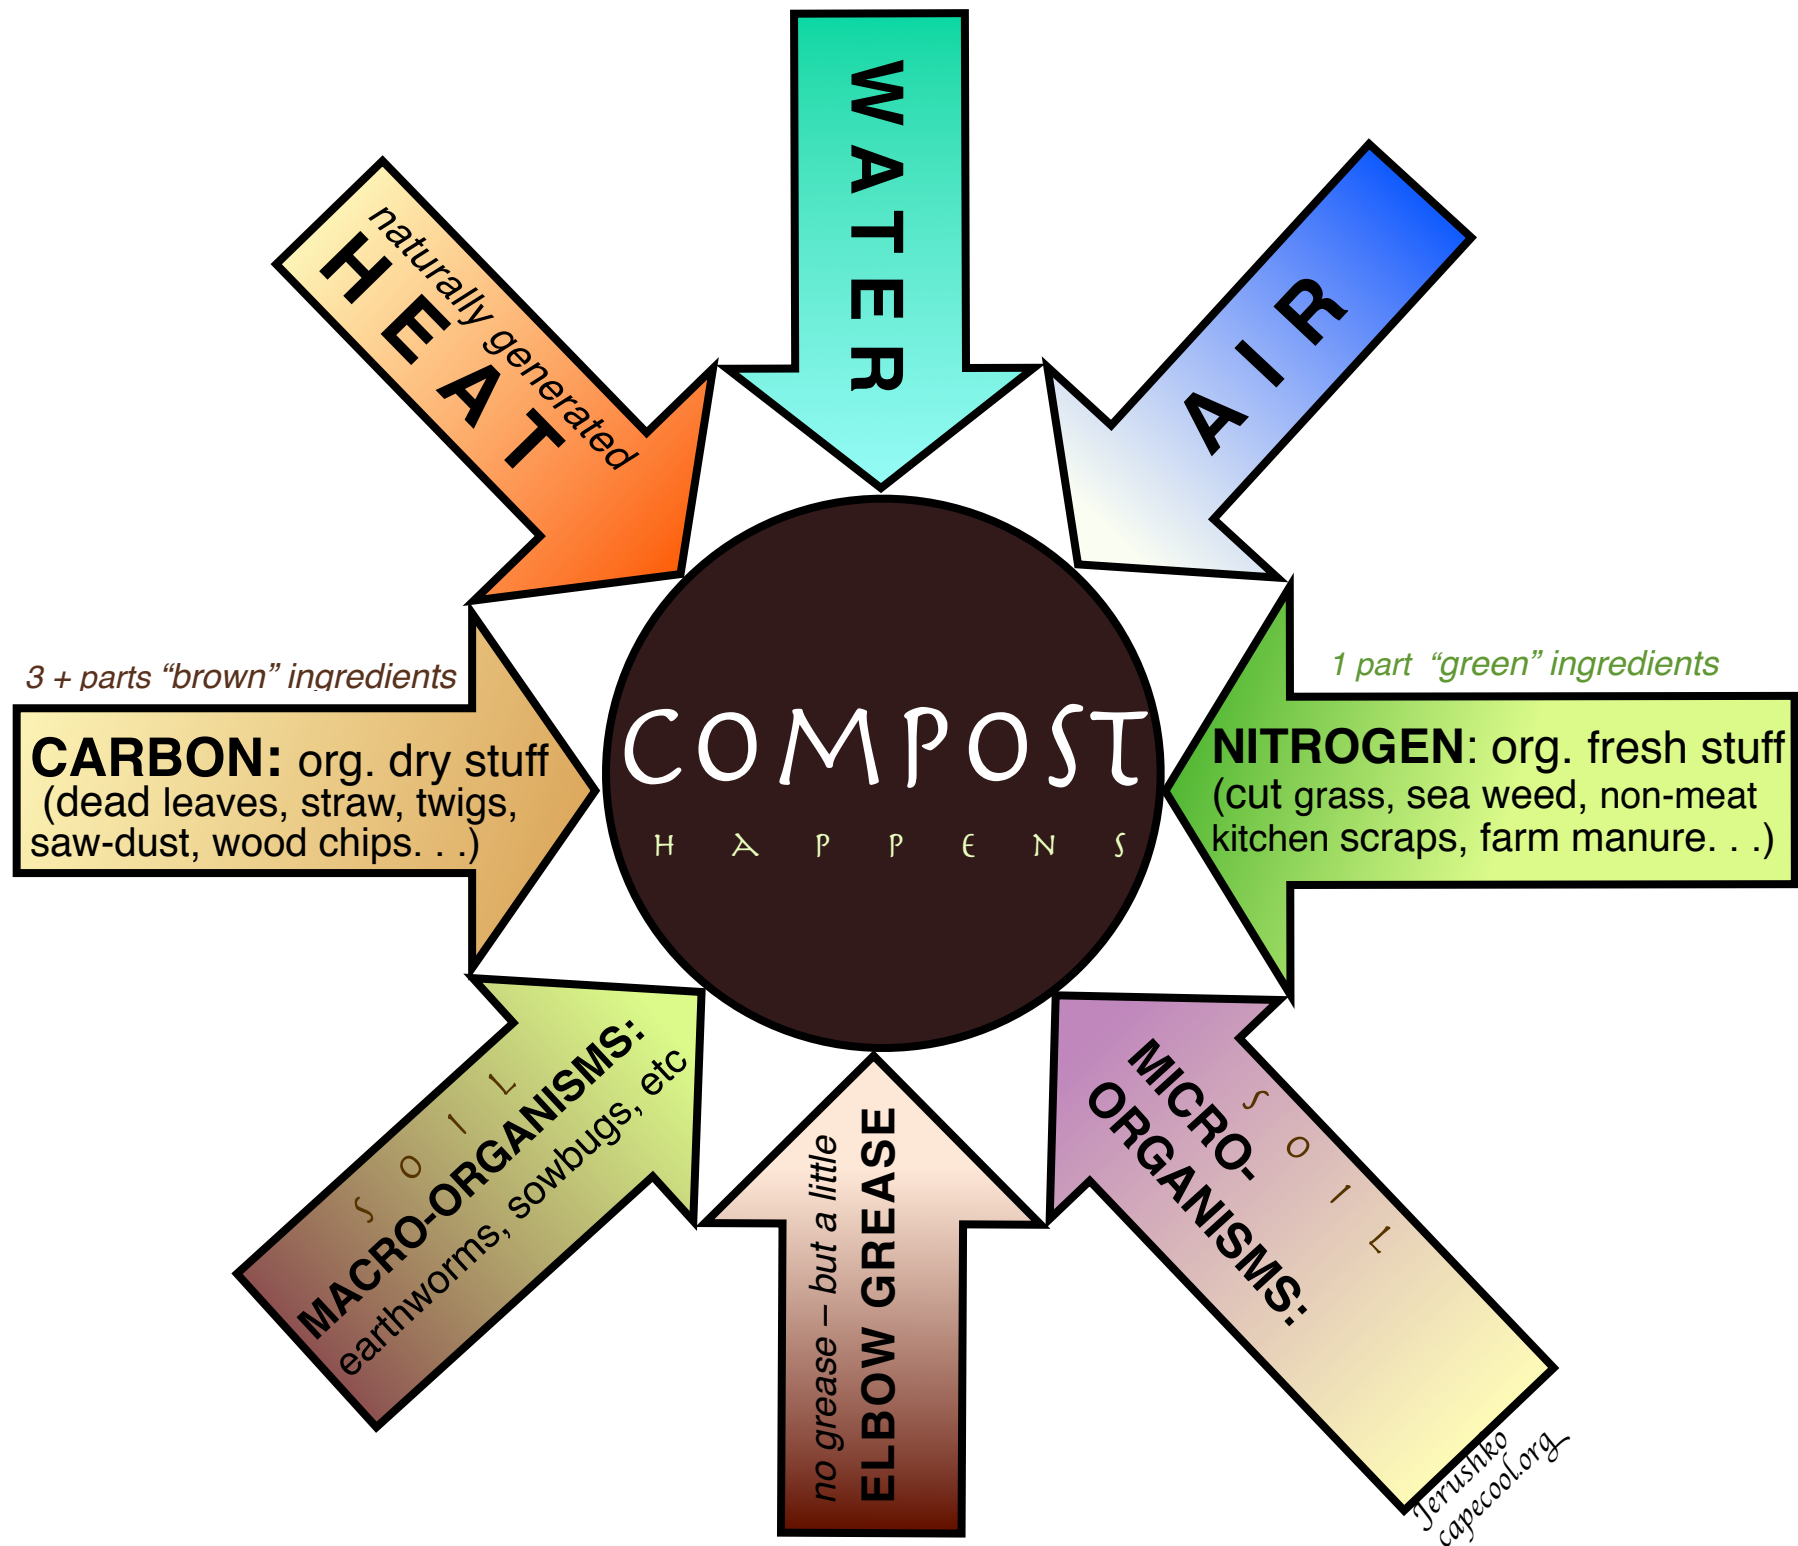 WATER
naturally generated
HEAT
AIR
3 + parts “brown” ingredients
CARBON: org. dry stuff
(dead leaves, straw, twigs,
saw-dust, wood chips. . .)
COMPOST
HAPPENS
1 part “green” ingredients
NITROGEN: org. fresh stuff
(cut grass, sea weed, non-meat
kitchen scraps, farm manure. . .)
SOIL
MACRO-ORGANISMS:
earthworms, sowbugs, etc
no grease – but a little
ELBOW GREASE
SOIL
MICRO-
ORGANISMS:
Jerushko
capecool.org